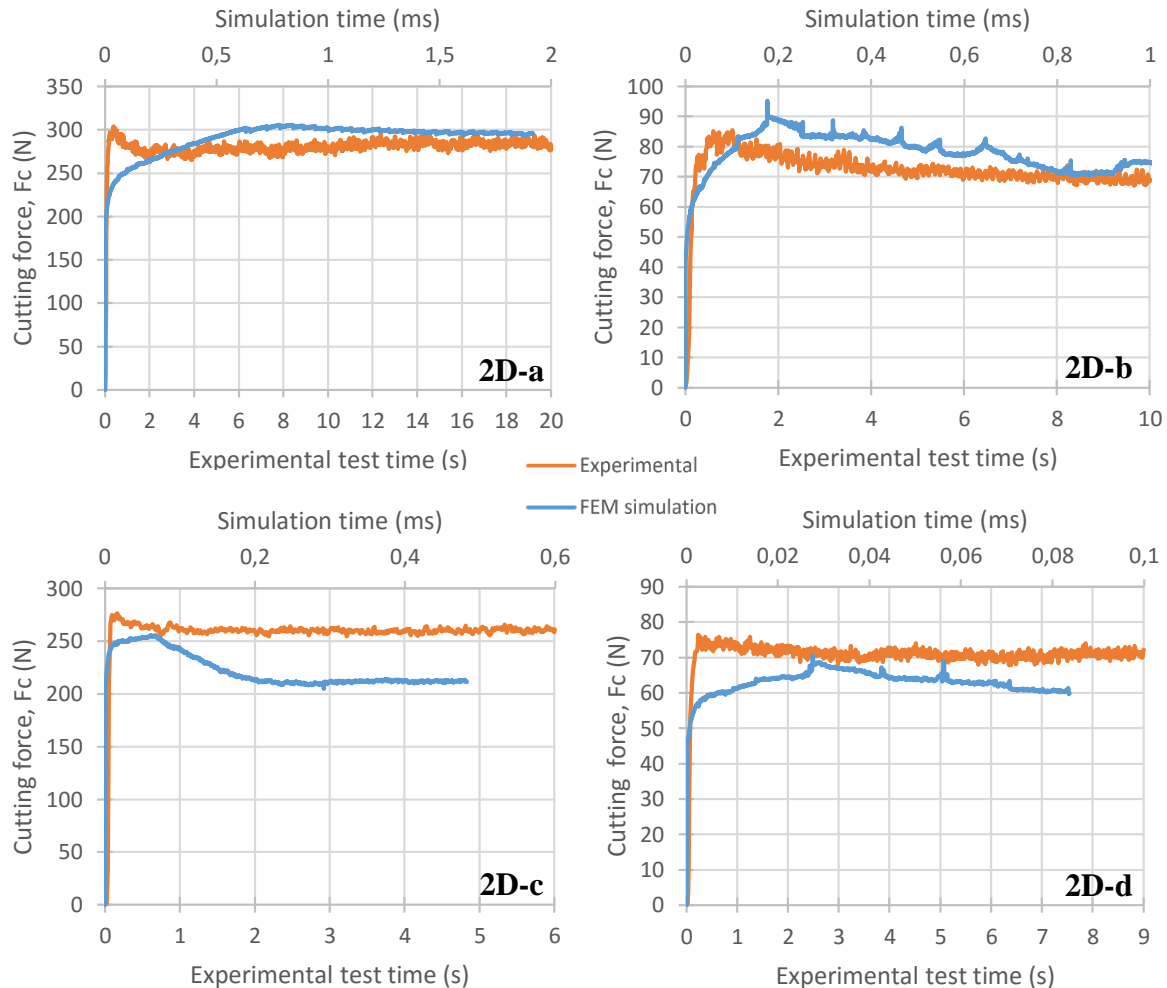 Simulation time (ms)
0 0,5 1 1,5 2
Cutting force, Fc (N)
350
300
250
200
150
100
50
0
2D-a
0 2 4 6 8 10 12 14 16 18 20
Experimental test time (s)
Simulation time (ms)
0 0,2 0,4 0,6 0,8 1
Cutting force, Fc (N)
100
90
80
70
60
50
40
30
20
10
0
2D-b
0 2 4 6 8 10
Experimental test time (s)
Experimental
FEM simulation
Simulation time (ms)
0 0,2 0,4 0,6
Cutting force, Fc (N)
300
250
200
150
100
50
0
2D-c
0 1 2 3 4 5 6
Experimental test time (s)
Simulation time (ms)
0 0,02 0,04 0,06 0,08 0,1
Cutting force, Fc (N)
90
80
70
60
50
40
30
20
10
0
2D-d
0 1 2 3 4 5 6 7 8 9
Experimental test time (s)